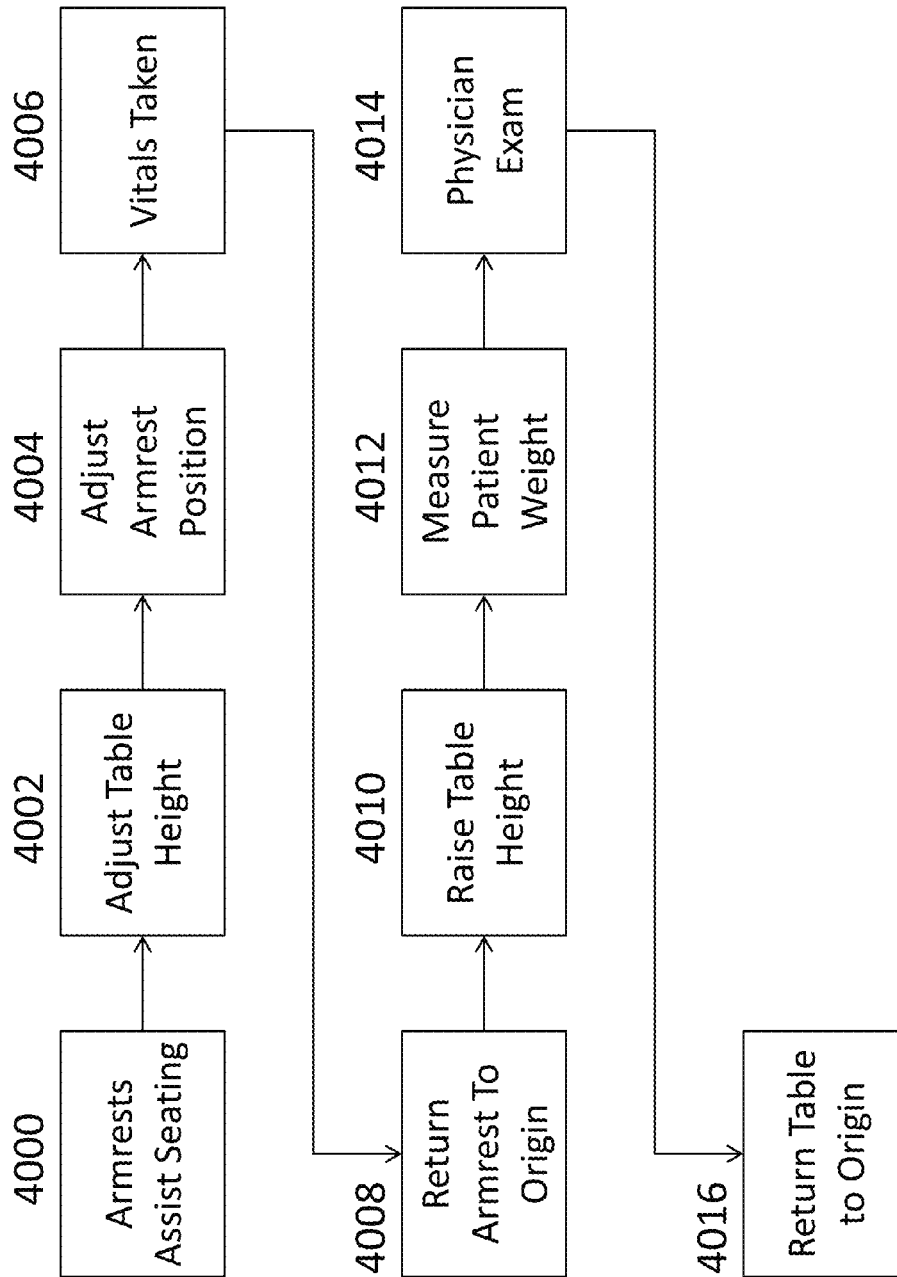 4000
Armrests
Assist Seating
4002
Adjust Table
Height
4004
Adjust
Armrest
Position
4006
Vitals Taken
4008
Return
Armrest To
Origin
4010
Raise Table
Height
4012
Measure
Patient
Weight
4014
Physician
Exam
4016
Return Table
to Origin